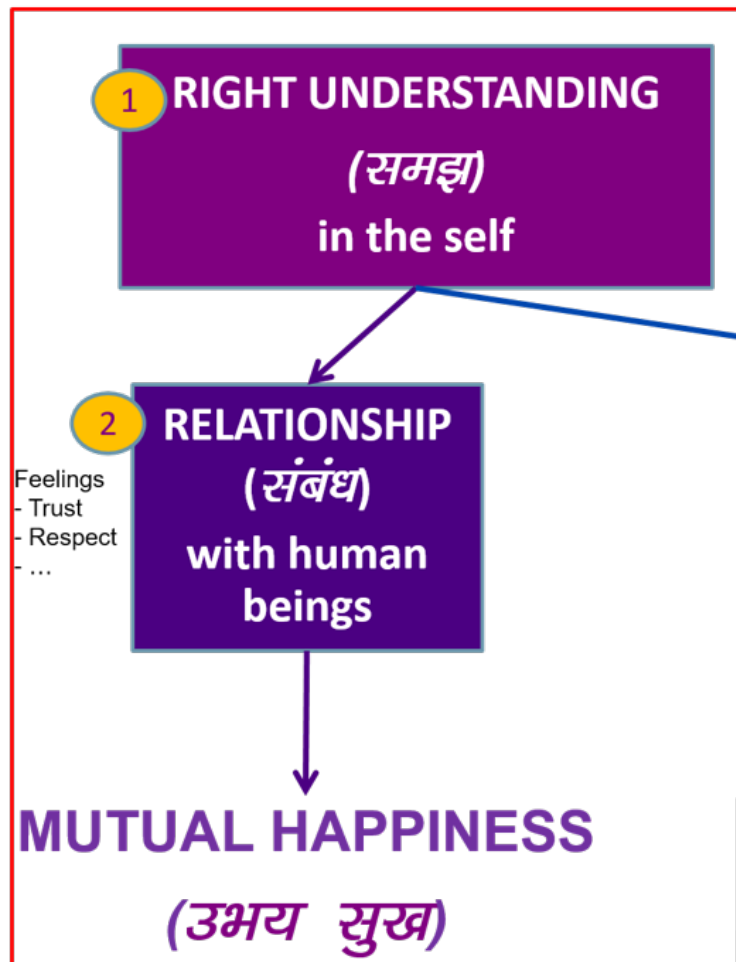 1
RIGHT UNDERSTANDING
(समझ)
in the self
2
RELATIONSHIP
(संबंध)
with human
beings
Feelings
- Trust
- Respect
- ...
MUTUAL HAPPINESS
(उभय सुख)